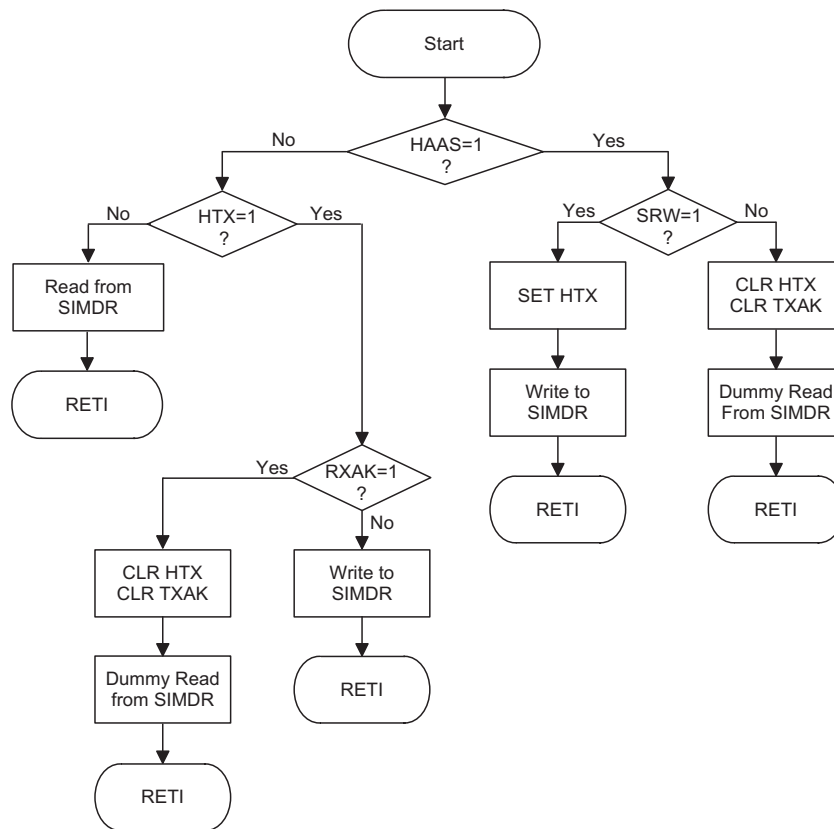 Start
HAAS=1
?
No
Yes
HTX=1
?
No
Yes
SRW=1
?
Yes
No
Read from
SIMDR
RETI
SET HTX
Write to
SIMDR
RETI
CLR HTX
CLR TXAK
Dummy Read
From SIMDR
RETI
RXAK=1
?
Yes
No
CLR HTX
CLR TXAK
Dummy Read
from SIMDR
RETI
Write to
SIMDR
RETI